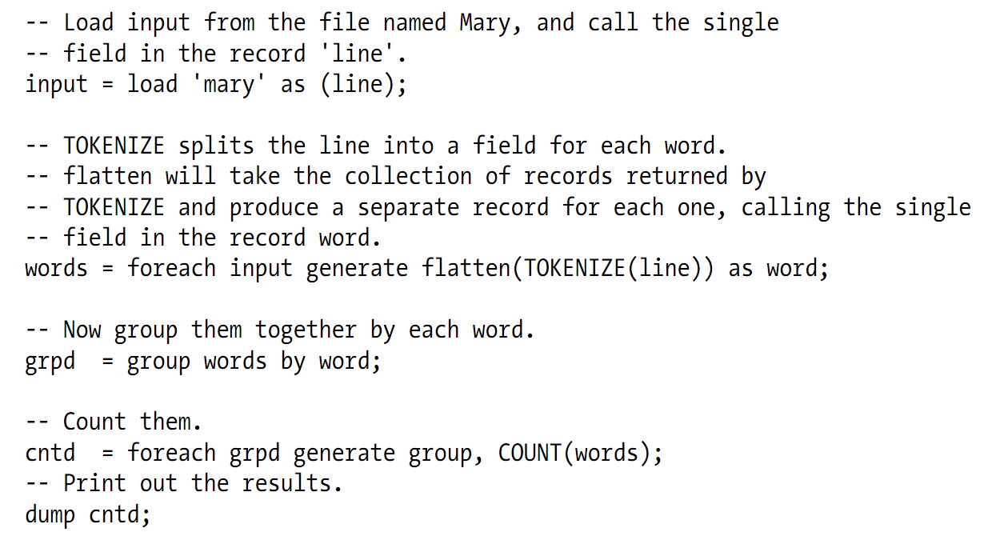 -- Load input from the file named Mary, and call the single
-- field in the record 'line'.
input = load 'mary' as (line);

-- TOKENIZE splits the line into a field for each word.
-- flatten will take the collection of records returned by
-- TOKENIZE and produce a separate record for each one, calling the single
-- field in the record word.
words = foreach input generate flatten(TOKENIZE(line)) as word;

-- Now group them together by each word.
grpd  = group words by word;

-- Count them.
cntd  = foreach grpd generate group, COUNT(words);
-- Print out the results.
dump cntd;